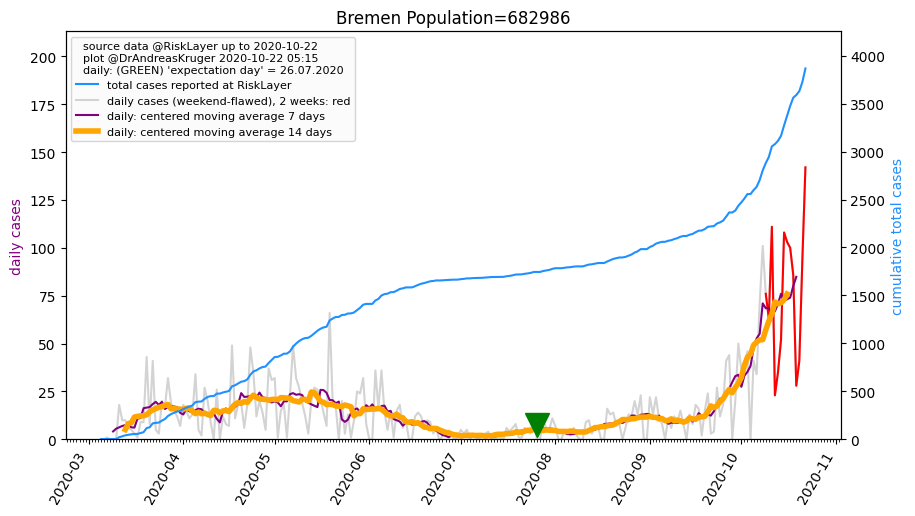 Bremen Population=682986
source data @RiskLayer up to 2020-10-22
plot @DrAndreasKruger 2020-10-22 05:15
daily: (GREEN) 'expectation day' = 26.07.2020
total cases reported at RiskLayer
daily cases (weekend-flawed), 2 weeks: red
daily: centered moving average 7 days
daily: centered moving average 14 days
daily cases
200
175
150
125
100
75
50
25
0
4000
3500
3000
2500
2000
1500
1000
500
0
cumulative total cases
2020-03
2020-04
2020-05
2020-06
2020-07
2020-08
2020-09
2020-10
2020-11